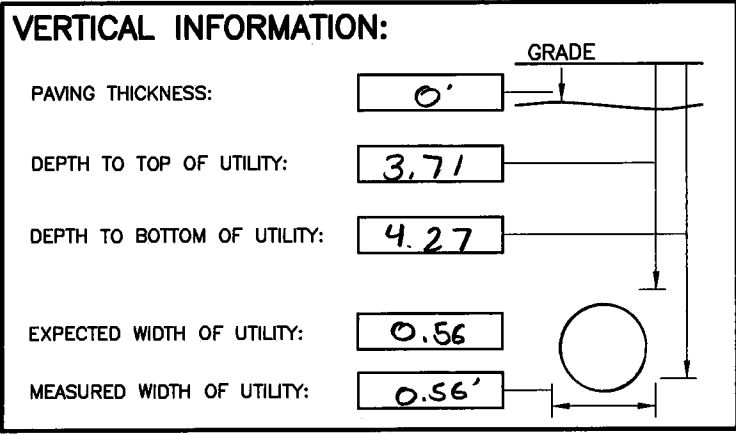 VERTICAL INFORMATION:
GRADE
PAVING THICKNESS: 0'
DEPTH TO TOP OF UTILITY: 3.71
DEPTH TO BOTTOM OF UTILITY: 4.27
EXPECTED WIDTH OF UTILITY: 0.56
MEASURED WIDTH OF UTILITY: 0.56'